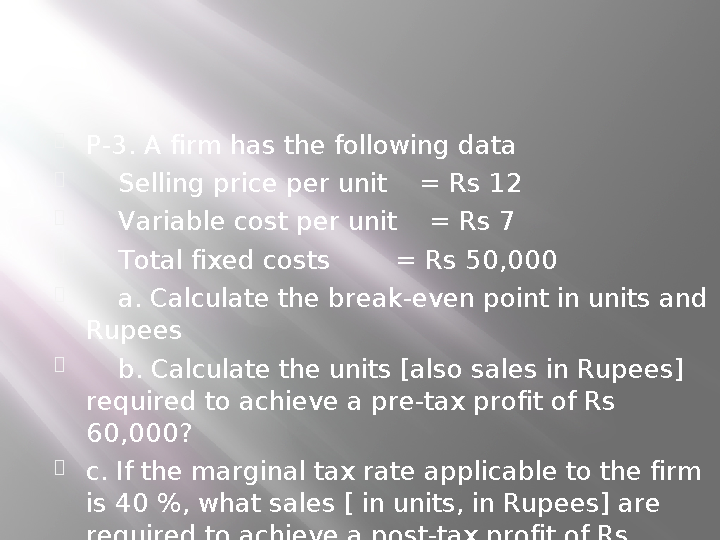 P-3. A firm has the following data
Selling price per unit = Rs 12
Variable cost per unit = Rs 7
Total fixed costs = Rs 50,000
a. Calculate the break-even point in units and
Rupees
b. Calculate the units [also sales in Rupees]
required to achieve a pre-tax profit of Rs
60,000?
c. If the marginal tax rate applicable to the firm
is 40 %, what sales [ in units, in Rupees] are
required to achieve a post-tax profit of Rs